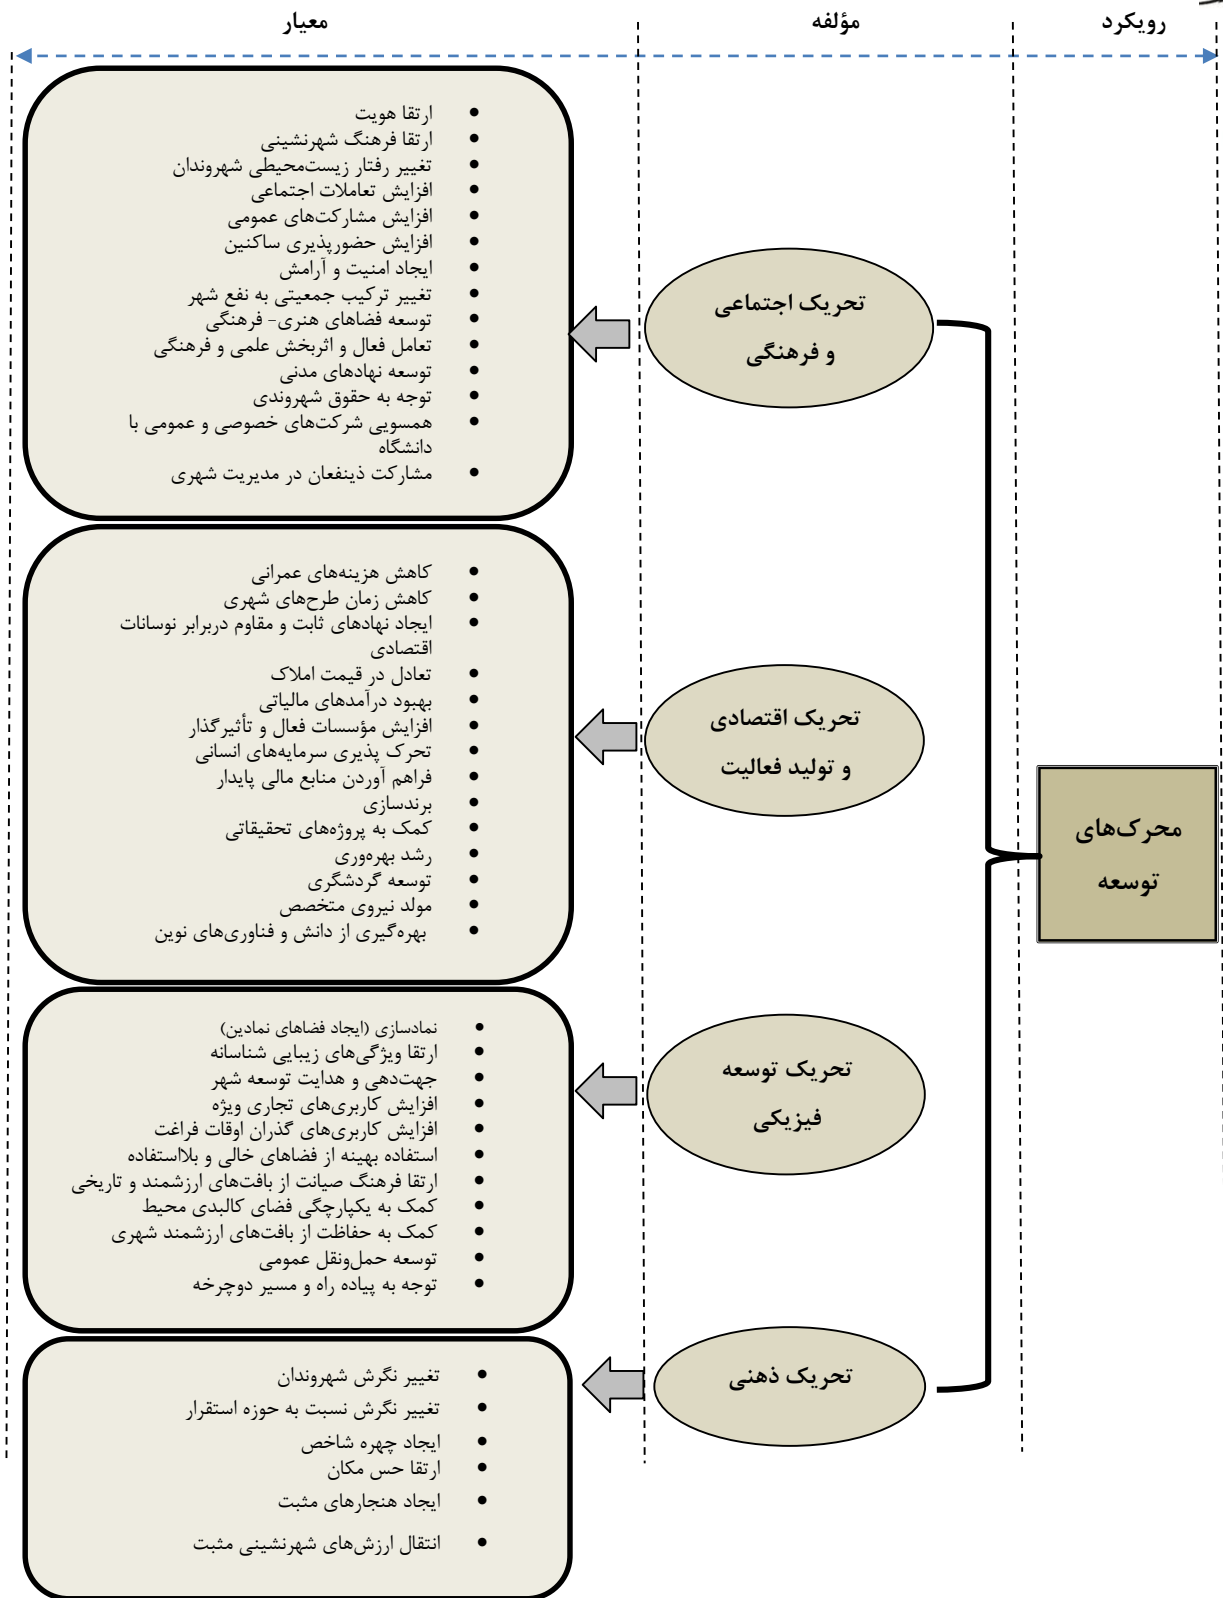 رویکرد
مؤلفه
معیار
محرک‌های
توسعه
تحریک اجتماعی
و فرهنگی
ارتقا هویت
ارتقا فرهنگ شهرنشینی
تغییر رفتار زیست‌محیطی شهروندان
افزایش تعاملات اجتماعی
افزایش مشارکت‌های عمومی
افزایش حضورپذیری ساکنین
ایجاد امنیت و آرامش
تغییر ترکیب جمعیتی به نفع شهر
توسعه فضاهای هنری- فرهنگی
تعامل فعال و اثربخش علمی و فرهنگی
توسعه نهادهای مدنی
توجه به حقوق شهروندی
همسویی شرکت‌های خصوصی و عمومی با
دانشگاه
مشارکت ذینفعان در مدیریت شهری
تحریک اقتصادی
و تولید فعالیت
کاهش هزینه‌های عمرانی
کاهش زمان طرح‌های شهری
ایجاد نهادهای ثابت و مقاوم دربرابر نوسانات
اقتصادی
تعادل در قیمت املاک
بهبود درآمدهای مالیاتی
افزایش مؤسسات فعال و تأثیرگذار
تحرک پذیری سرمایه‌های انسانی
فراهم آوردن منابع مالی پایدار
برندسازی
کمک به پروژه‌های تحقیقاتی
رشد بهره‌وری
توسعه گردشگری
مولد نیروی متخصص
بهره‌گیری از دانش و فناوری‌های نوین
تحریک توسعه
فیزیکی
نمادسازی (ایجاد فضاهای نمادین)
ارتقا ویژگی‌های زیبایی شناسانه
جهت‌دهی و هدایت توسعه شهر
افزایش کاربری‌های تجاری ویژه
افزایش کاربری‌های گذران اوقات فراغت
استفاده بهینه از فضاهای خالی و بلااستفاده
ارتقا فرهنگ صیانت از بافت‌های ارزشمند و تاریخی
کمک به یکپارچگی فضای کالبدی محیط
کمک به حفاظت از بافت‌های ارزشمند شهری
توسعه حمل‌ونقل عمومی
توجه به پیاده راه و مسیر دوچرخه
تحریک ذهنی
تغییر نگرش شهروندان
تغییر نگرش نسبت به حوزه استقرار
ایجاد چهره شاخص
ارتقا حس مکان
ایجاد هنجارهای مثبت
انتقال ارزش‌های شهرنشینی مثبت